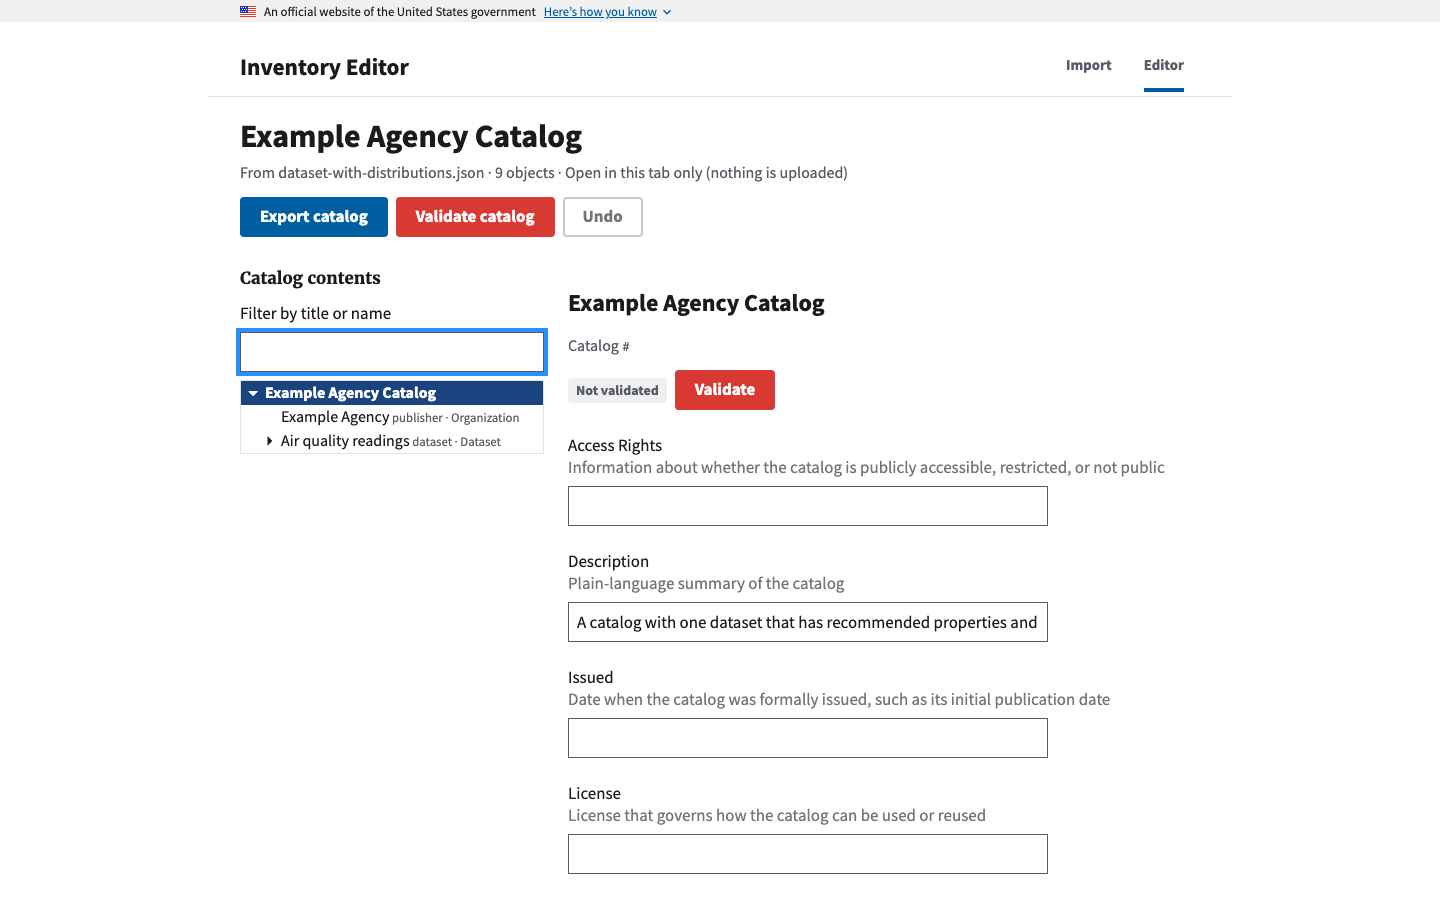 An official website of the United States government Here's how you know
Inventory Editor
Import
Editor
Example Agency Catalog
From dataset-with-distributions.json · 9 objects · Open in this tab only (nothing is uploaded)
Export catalog
Validate catalog
Undo
Catalog contents
Filter by title or name
Example Agency Catalog
Example Agency publisher · Organization
Air quality readings dataset · Dataset
Example Agency Catalog
Catalog #
Not validated
Validate
Access Rights
Information about whether the catalog is publicly accessible, restricted, or not public
Description
Plain-language summary of the catalog
A catalog with one dataset that has recommended properties and
Issued
Date when the catalog was formally issued, such as its initial publication date
License
License that governs how the catalog can be used or reused